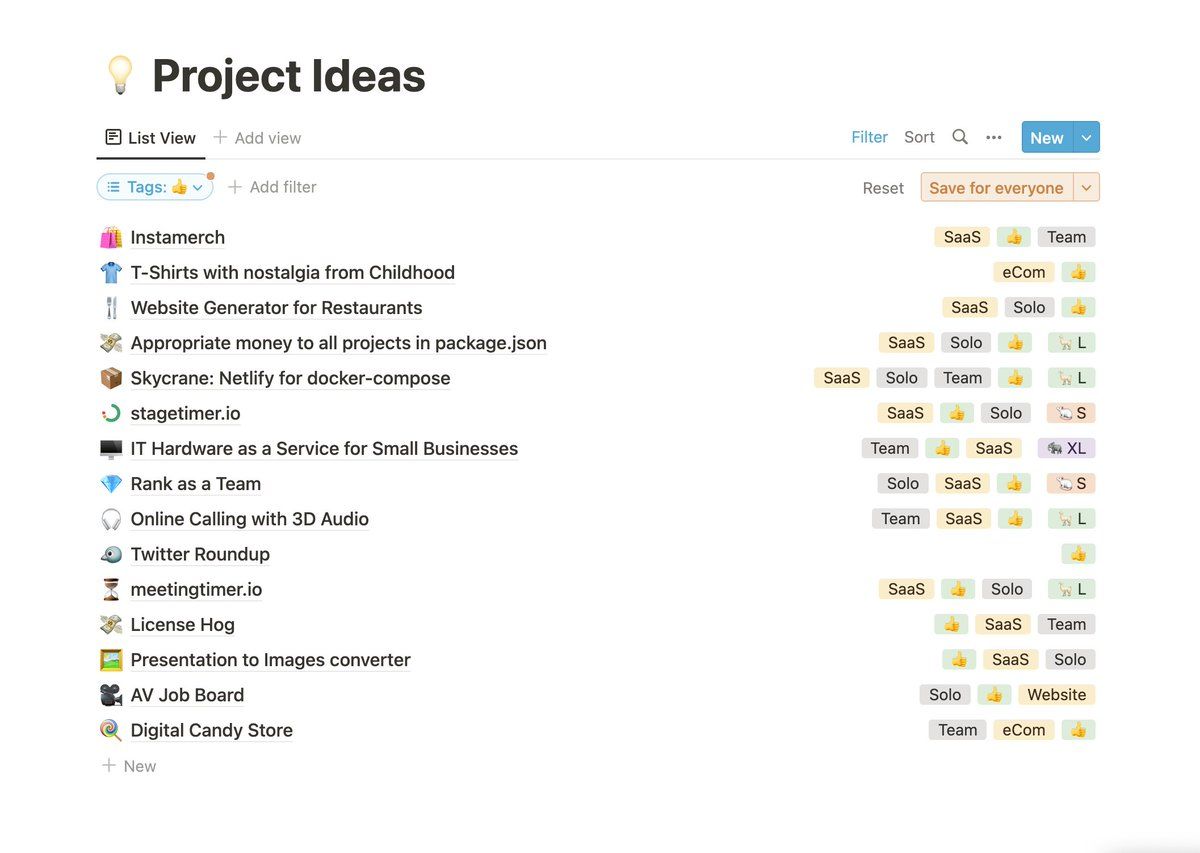 💡 Project Ideas
List View + Add view Filter Sort ••• New
Tags: 👍 + Add filter Reset Save for everyone
Instamerch SaaS 👍 Team
T-Shirts with nostalgia from Childhood eCom 👍
Website Generator for Restaurants SaaS Solo 👍
Appropriate money to all projects in package.json SaaS Solo 👍 🦙 L
Skycrane: Netlify for docker-compose SaaS Solo Team 👍 🦙 L
stagetimer.io SaaS 👍 Solo 🐁 S
IT Hardware as a Service for Small Businesses Team 👍 SaaS 🐘 XL
Rank as a Team Solo SaaS 👍 🐁 S
Online Calling with 3D Audio Team SaaS 👍 🦙 L
Twitter Roundup 👍
meetingtimer.io SaaS 👍 Solo 🦙 L
License Hog 👍 SaaS Team
Presentation to Images converter 👍 SaaS Solo
AV Job Board Solo 👍 Website
Digital Candy Store Team eCom 👍
+ New